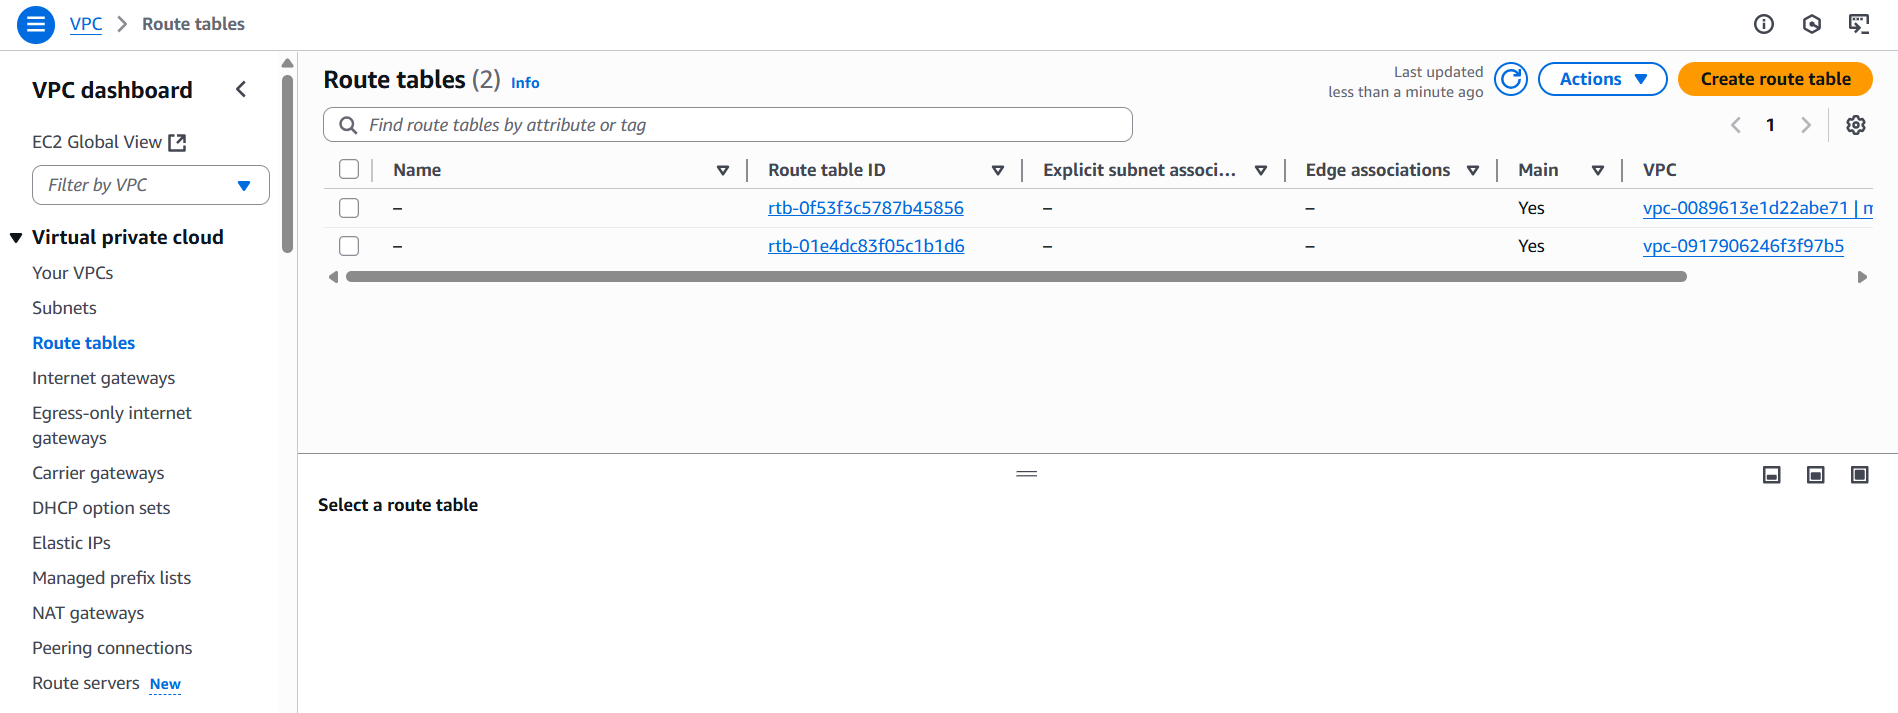 VPC > Route tables
VPC dashboard
EC2 Global View
Filter by VPC
Virtual private cloud
Your VPCs
Subnets
Route tables
Internet gateways
Egress-only internet
gateways
Carrier gateways
DHCP option sets
Elastic IPs
Managed prefix lists
NAT gateways
Peering connections
Route servers New
Route tables (2) Info
Last updated
less than a minute ago
Actions
Create route table
Find route tables by attribute or tag
1
Name Route table ID Explicit subnet associ... Edge associations Main VPC
– rtb-0f53f3c5787b45856 – – Yes vpc-0089613e1d22abe71 |
– rtb-01e4dc83f05c1b1d6 – – Yes vpc-0917906246f3f97b5
Select a route table